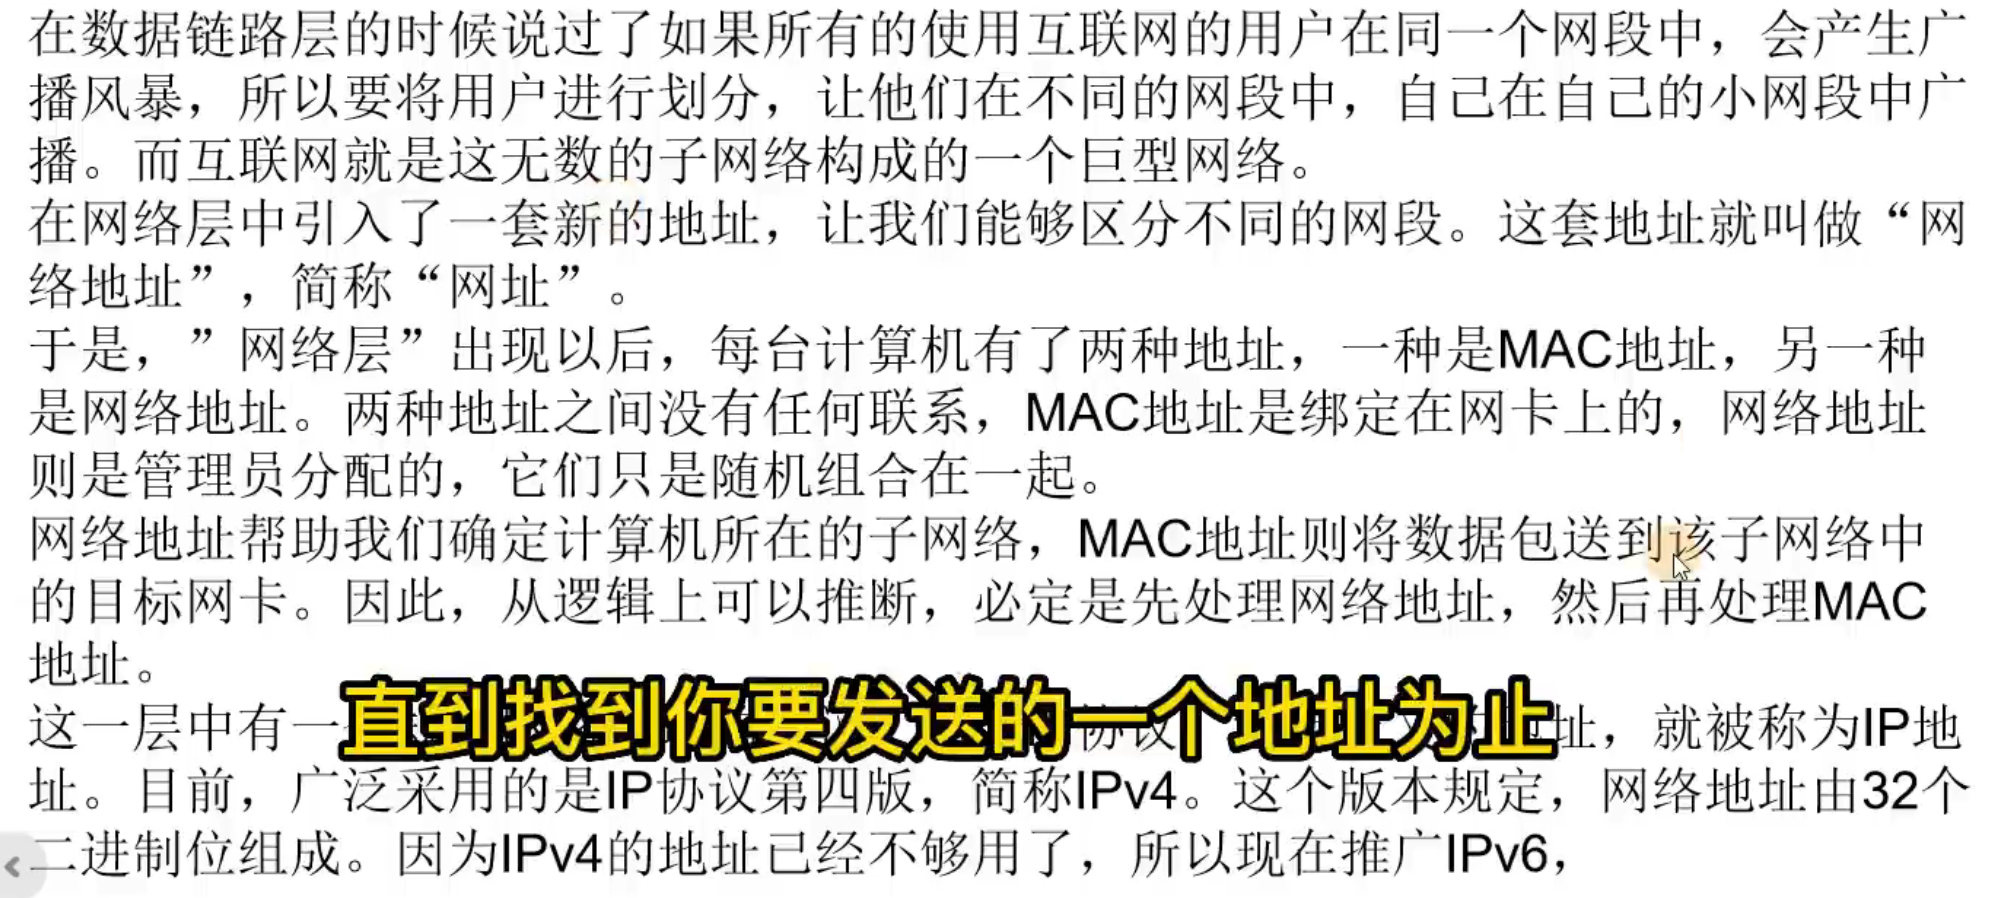 在数据链路层的时候说过了如果所有的使用互联网的用户在同一个网段中，会产生广
播风暴，所以要将用户进行划分，让他们在不同的网段中，自己在自己的小网段中广
播。而互联网就是这无数的子网络构成的一个巨型网络。
在网络层中引入了一套新的地址，让我们能够区分不同的网段。这套地址就叫做“网
络地址”，简称“网址”。
于是，”网络层”出现以后，每台计算机有了两种地址，一种是MAC地址，另一种
是网络地址。两种地址之间没有任何联系，MAC地址是绑定在网卡上的，网络地址
则是管理员分配的，它们只是随机组合在一起。
网络地址帮助我们确定计算机所在的子网络，MAC地址则将数据包送到该子网络中
的目标网卡。因此，从逻辑上可以推断，必定是先处理网络地址，然后再处理MAC
地址。
直到找到你要发送的一个地址为止
这一层中有一 协议 址，就被称为IP地
址。目前，广泛采用的是IP协议第四版，简称IPv4。这个版本规定，网络地址由32个
二进制位组成。因为IPv4的地址已经不够用了，所以现在推广IPv6，